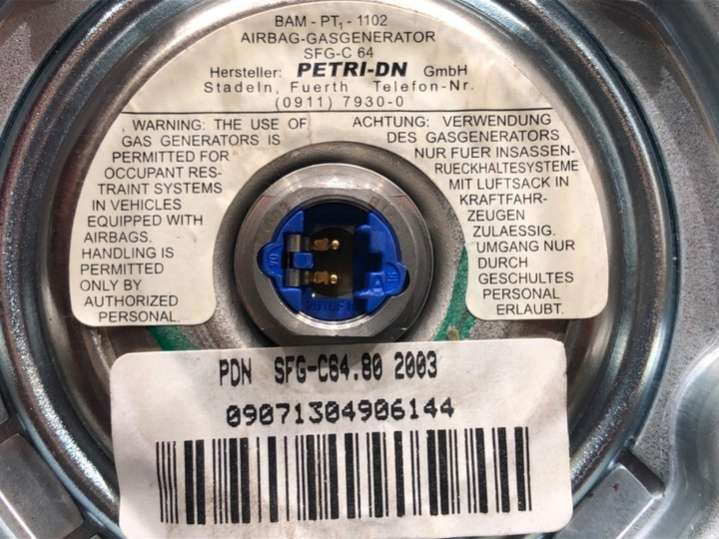 BAM - PT₁ - 1102
AIRBAG-GASGENERATOR
SFG-C 64
Hersteller: PETRI-DN GmbH
Stadeln, Fuerth Telefon-Nr.
(0911) 7930-0
WARNING: THE USE OF
GAS GENERATORS IS
PERMITTED FOR
OCCUPANT RES-
TRAINT SYSTEMS
IN VEHICLES
EQUIPPED WITH
AIRBAGS.
HANDLING IS
PERMITTED
ONLY BY
AUTHORIZED
PERSONAL.
ACHTUNG: VERWENDUNG
DES GASGENERATORS
NUR FUER INSASSEN-
RUECKHALTESYSTEME
MIT LUFTSACK IN
KRAFTFAHR-
ZEUGEN
ZULAESSIG.
UMGANG NUR
DURCH
GESCHULTES
PERSONAL
ERLAUBT.
PDN SFG-C64.80 2003
09071304906144